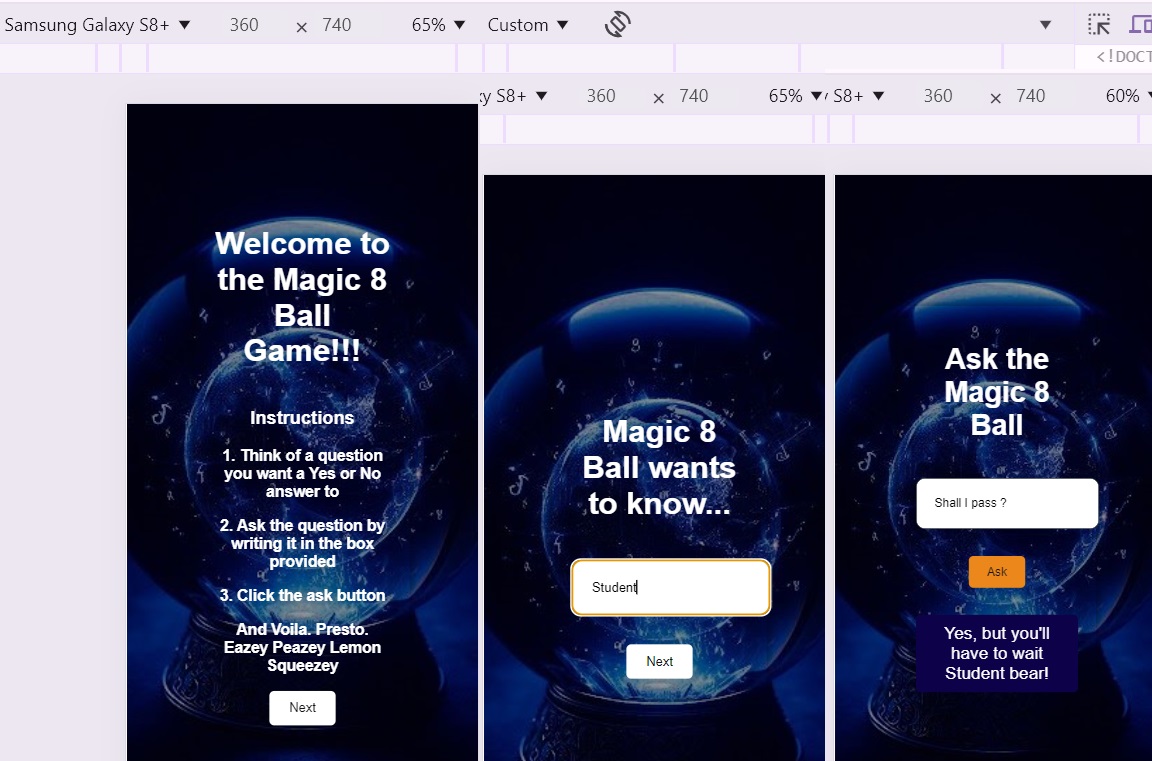 Samsung Galaxy S8+ ▼ 360 × 740 65% ▼ Custom ▼
<!DOCT
y S8+ ▼ 360 × 740 65% ▼
S8+ ▼ 360 × 740 60%
Welcome to
the Magic 8
Ball
Game!!!
Instructions
1. Think of a question
you want a Yes or No
answer to
2. Ask the question by
writing it in the box
provided
3. Click the ask button
And Voila. Presto.
Eazey Peazey Lemon
Squeezey
Next
Magic 8
Ball wants
to know...
Student
Next
Ask the
Magic 8
Ball
Shall I pass ?
Ask
Yes, but you'll
have to wait
Student bear!